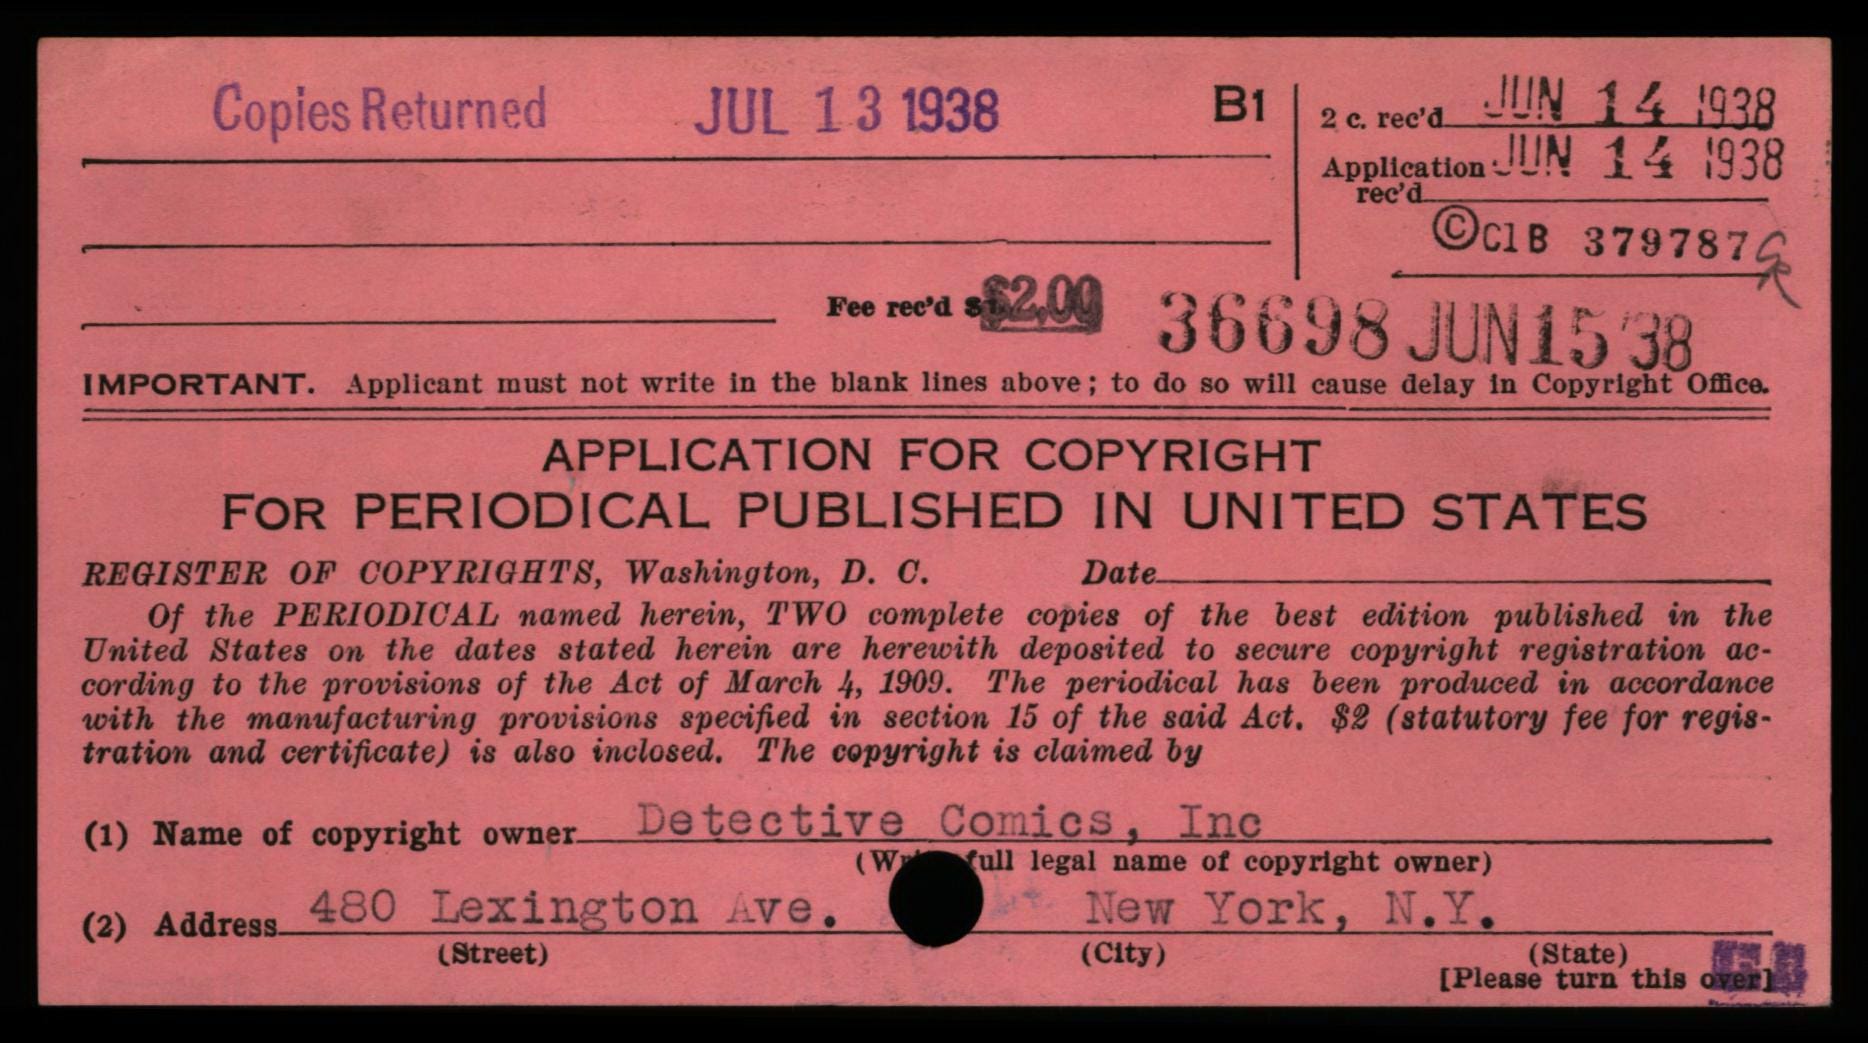 Copies Returned JUL 13 1938 B1
2 c. rec'd JUN 14 1938
Application JUN 14 1938
rec'd
© Cl B 379787
Fee rec'd $2.00 36698 JUN 15 '38
IMPORTANT. Applicant must not write in the blank lines above; to do so will cause delay in Copyright Office.
APPLICATION FOR COPYRIGHT
FOR PERIODICAL PUBLISHED IN UNITED STATES
REGISTER OF COPYRIGHTS, Washington, D. C. Date
Of the PERIODICAL named herein, TWO complete copies of the best edition published in the
United States on the dates stated herein are herewith deposited to secure copyright registration ac-
cording to the provisions of the Act of March 4, 1909. The periodical has been produced in accordance
with the manufacturing provisions specified in section 15 of the said Act. $2 (statutory fee for regis-
tration and certificate) is also inclosed. The copyright is claimed by
(1) Name of copyright owner Detective Comics, Inc
full legal name of copyright owner)
(2) Address 480 Lexington Ave. New York, N.Y.
(Street) (City) (State)
[Please turn this over]